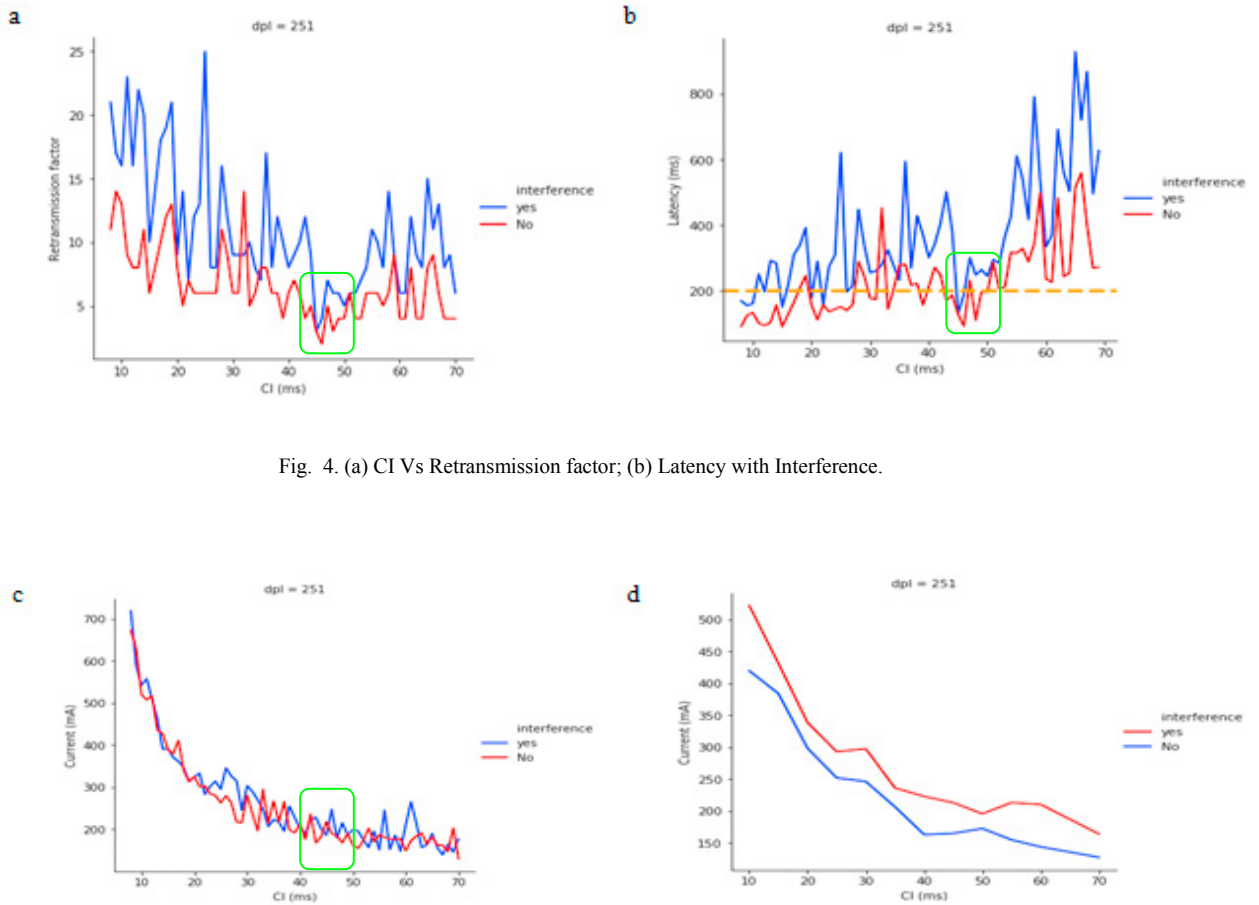 a
dpl = 251
25
20
15
10
5
Retransmission factor
10 20 30 40 50 60 70
CI (ms)
interference
yes
No
b
dpl = 251
800
600
400
200
Latency (ms)
10 20 30 40 50 60 70
CI (ms)
interference
yes
No
Fig. 4. (a) CI Vs Retransmission factor; (b) Latency with Interference.
c
dpl = 251
700
600
500
400
300
200
Current (mA)
10 20 30 40 50 60 70
CI (ms)
interference
yes
No
d
dpl = 251
500
450
400
350
300
250
200
150
Current (mA)
10 20 30 40 50 60 70
CI (ms)
interference
yes
No